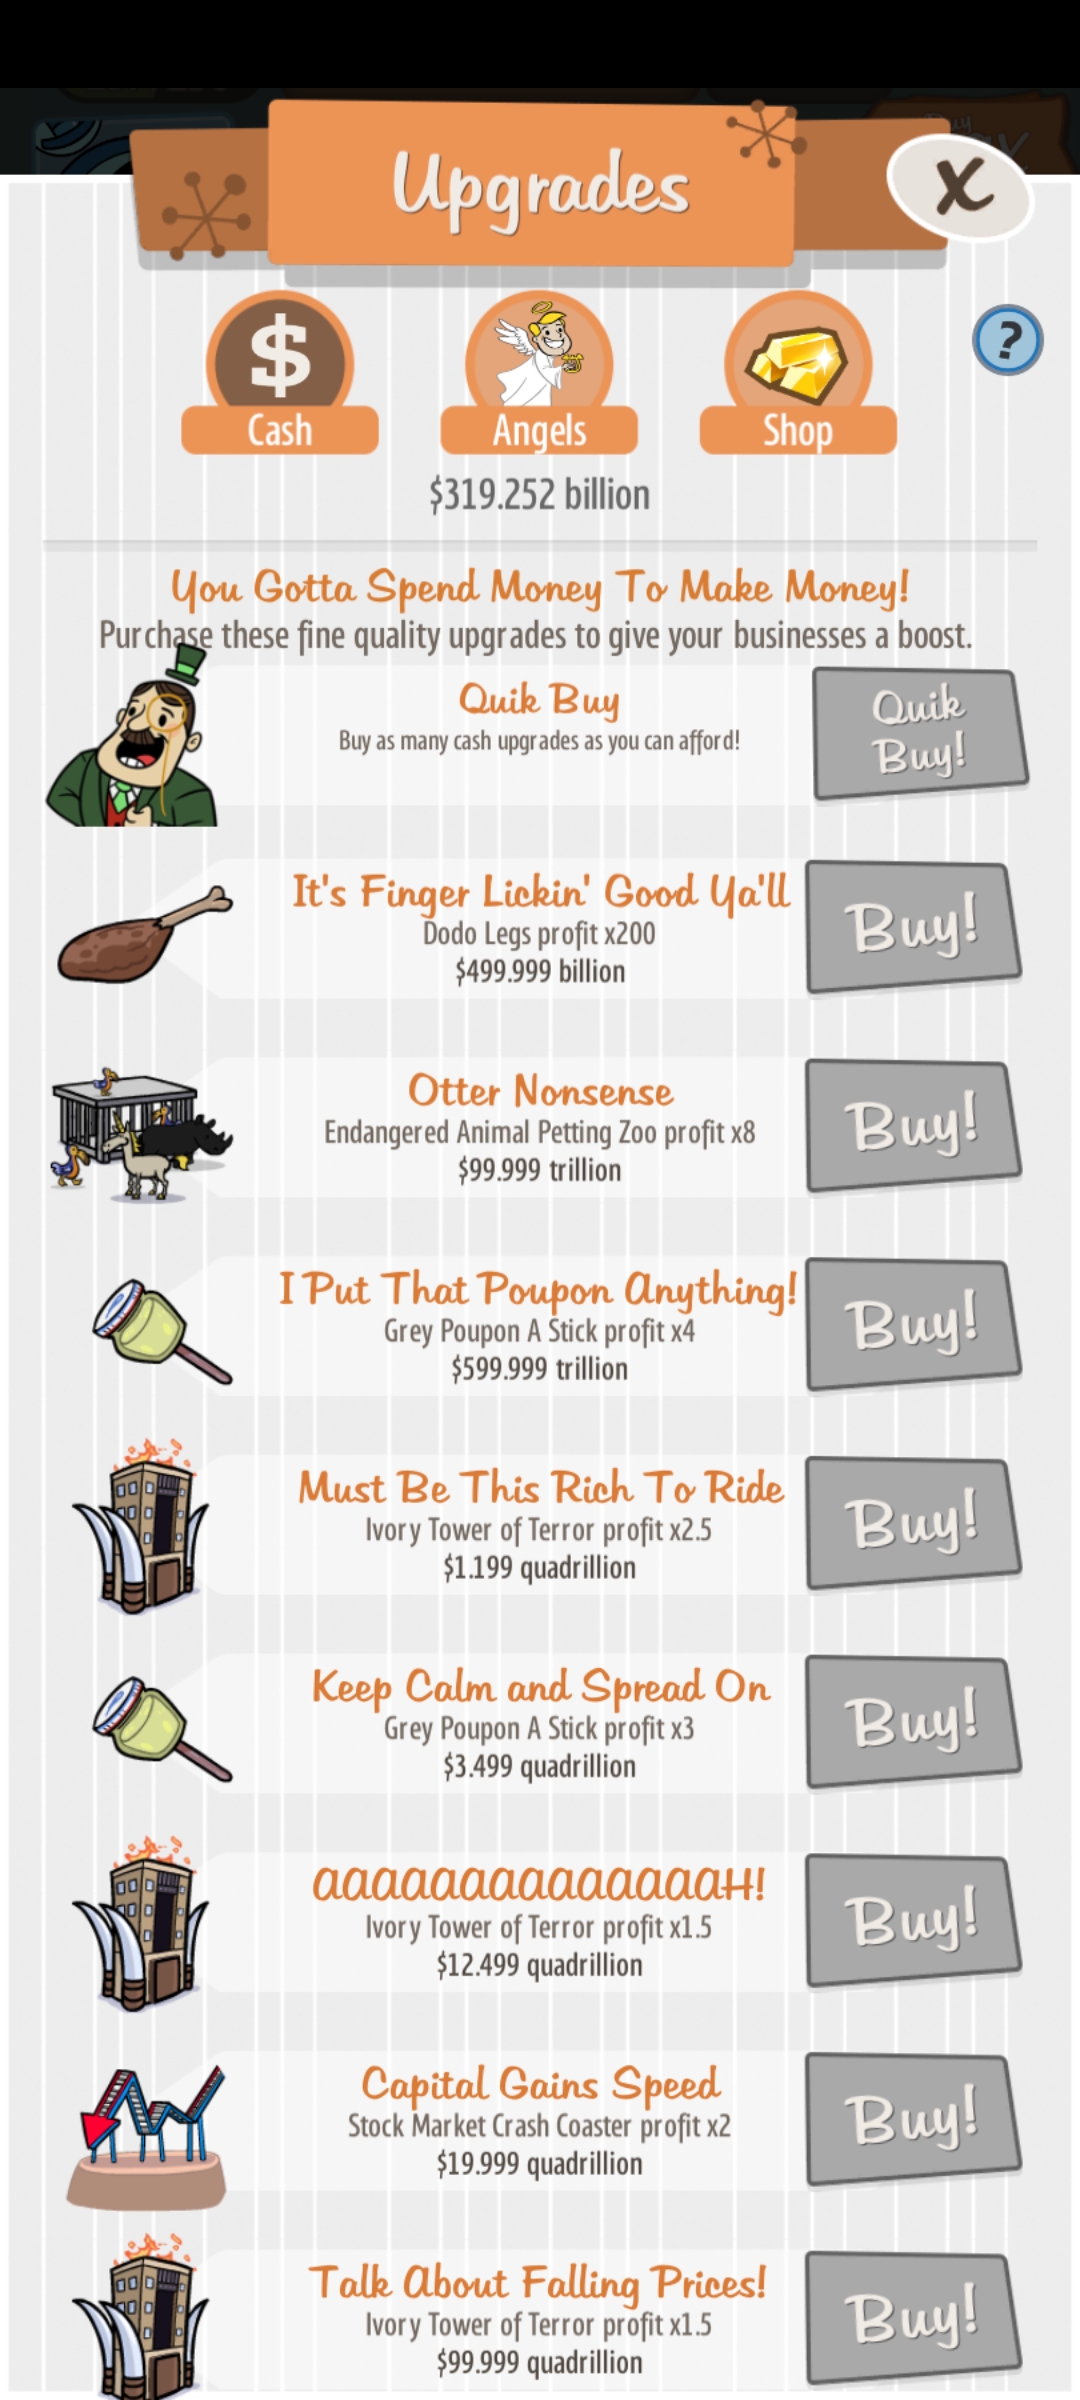 Upgrades
X
?
$
Cash
Angels
Shop
$319.252 billion
You Gotta Spend Money To Make Money!
Purchase these fine quality upgrades to give your businesses a boost.
Quik Buy
Buy as many cash upgrades as you can afford!
Quik
Buy!
It's Finger Lickin' Good Ya'll
Dodo Legs profit x200
$499.999 billion
Buy!
Otter Nonsense
Endangered Animal Petting Zoo profit x8
$99.999 trillion
Buy!
I Put That Poupon Anything!
Grey Poupon A Stick profit x4
$599.999 trillion
Buy!
Must Be This Rich To Ride
Ivory Tower of Terror profit x2.5
$1.199 quadrillion
Buy!
Keep Calm and Spread On
Grey Poupon A Stick profit x3
$3.499 quadrillion
Buy!
AAAAAAAAAAAAAAH!
Ivory Tower of Terror profit x1.5
$12.499 quadrillion
Buy!
Capital Gains Speed
Stock Market Crash Coaster profit x2
$19.999 quadrillion
Buy!
Talk About Falling Prices!
Ivory Tower of Terror profit x1.5
$99.999 quadrillion
Buy!